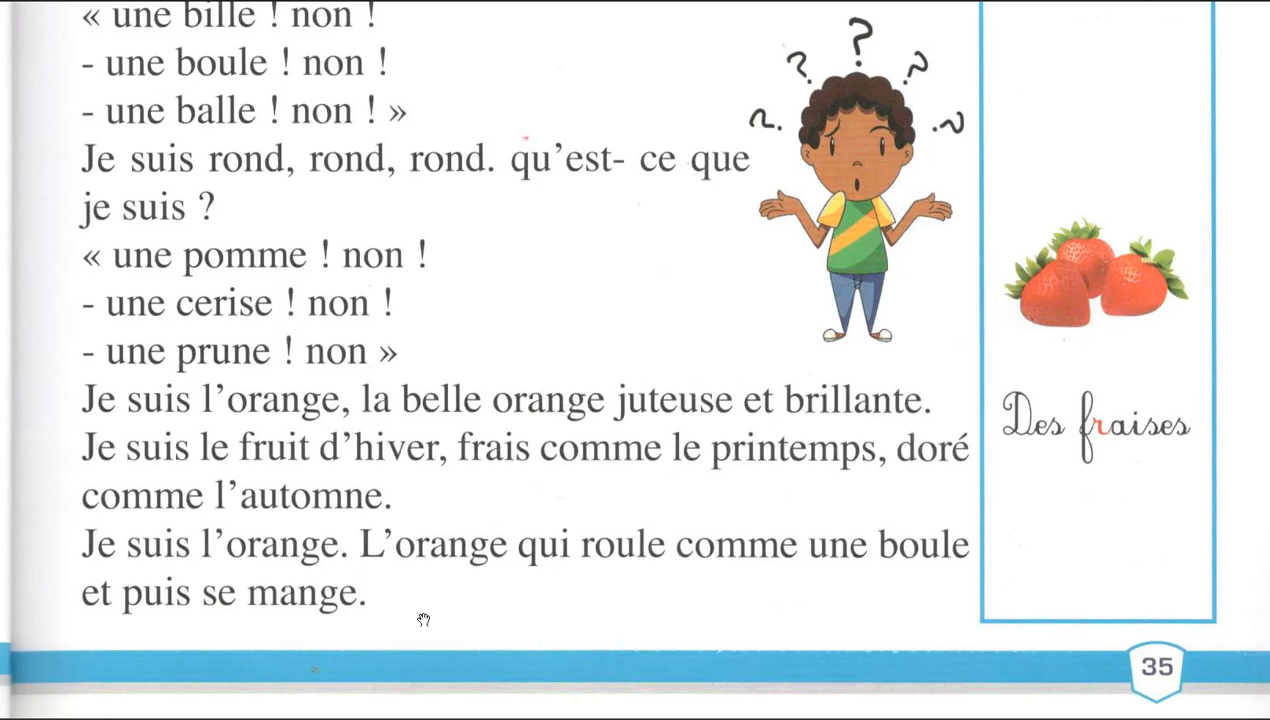 « une bille ! non !
- une boule ! non !
- une balle ! non ! »
Je suis rond, rond, rond. qu’est- ce que
je suis ?
« une pomme ! non !
- une cerise ! non !
- une prune ! non »
Je suis l’orange, la belle orange juteuse et brillante.
Je suis le fruit d’hiver, frais comme le printemps, doré
comme l’automne.
Je suis l’orange. L’orange qui roule comme une boule
et puis se mange.
? ? ? ? ?
Des fraises
35